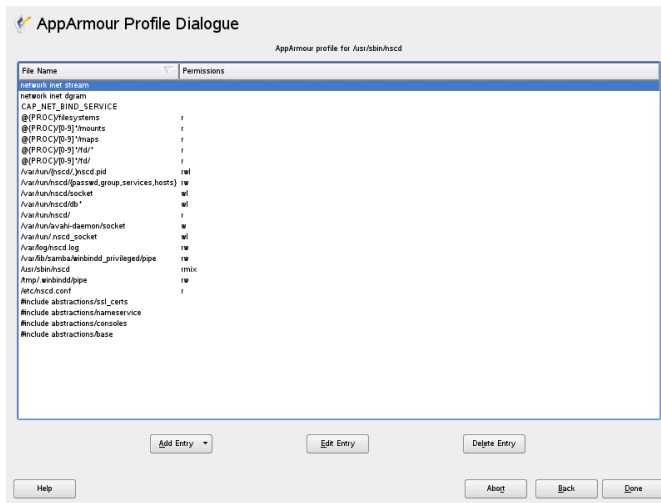 AppArmour Profile Dialogue
AppArmour profile for /usr/sbin/nscd
File Name Permissions
network inet stream
network inet dgram
CAP_NET_BIND_SERVICE
@{PROC}/filesystems r
@{PROC}/[0-9]*/mounts r
@{PROC}/[0-9]*/maps r
@{PROC}/[0-9]*/fd/* r
@{PROC}/[0-9]*/fd/ r
/var/run/{nscd/,}nscd.pid rwl
/var/run/nscd/{passwd,group,services,hosts} rw
/var/run/nscd/socket wl
/var/run/nscd/db* wl
/var/run/nscd/ r
/var/run/avahi-daemon/socket w
/var/run/.nscd_socket wl
/var/log/nscd.log rw
/var/lib/samba/winbindd_privileged/pipe rw
/usr/sbin/nscd rmix
/tmp/.winbindd/pipe rw
/etc/nscd.conf r
#include abstractions/ssl_certs
#include abstractions/nameservice
#include abstractions/consoles
#include abstractions/base
Add Entry Edit Entry Delete Entry
Help Abort Back Done